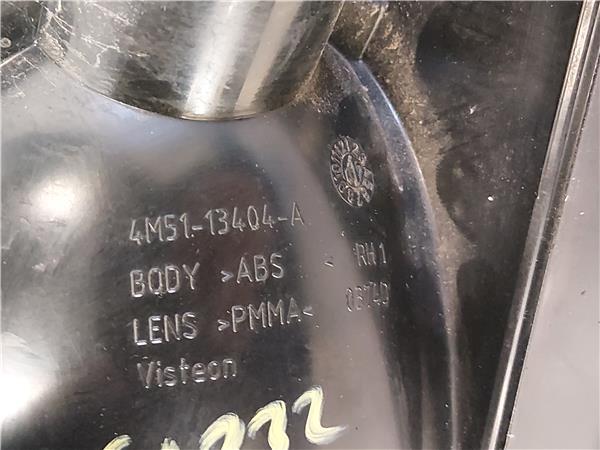 4M51-13404-A
BODY >ABS < RH1
LENS >PMMA<
Visteon